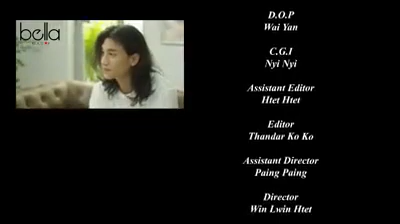 bella
D.O.P
Wai Yan
C.G.I
Nyi Nyi
Assistant Editor
Htet Htet
Editor
Thandar Ko Ko
Assistant Director
Paing Paing
Director
Win Lwin Htet